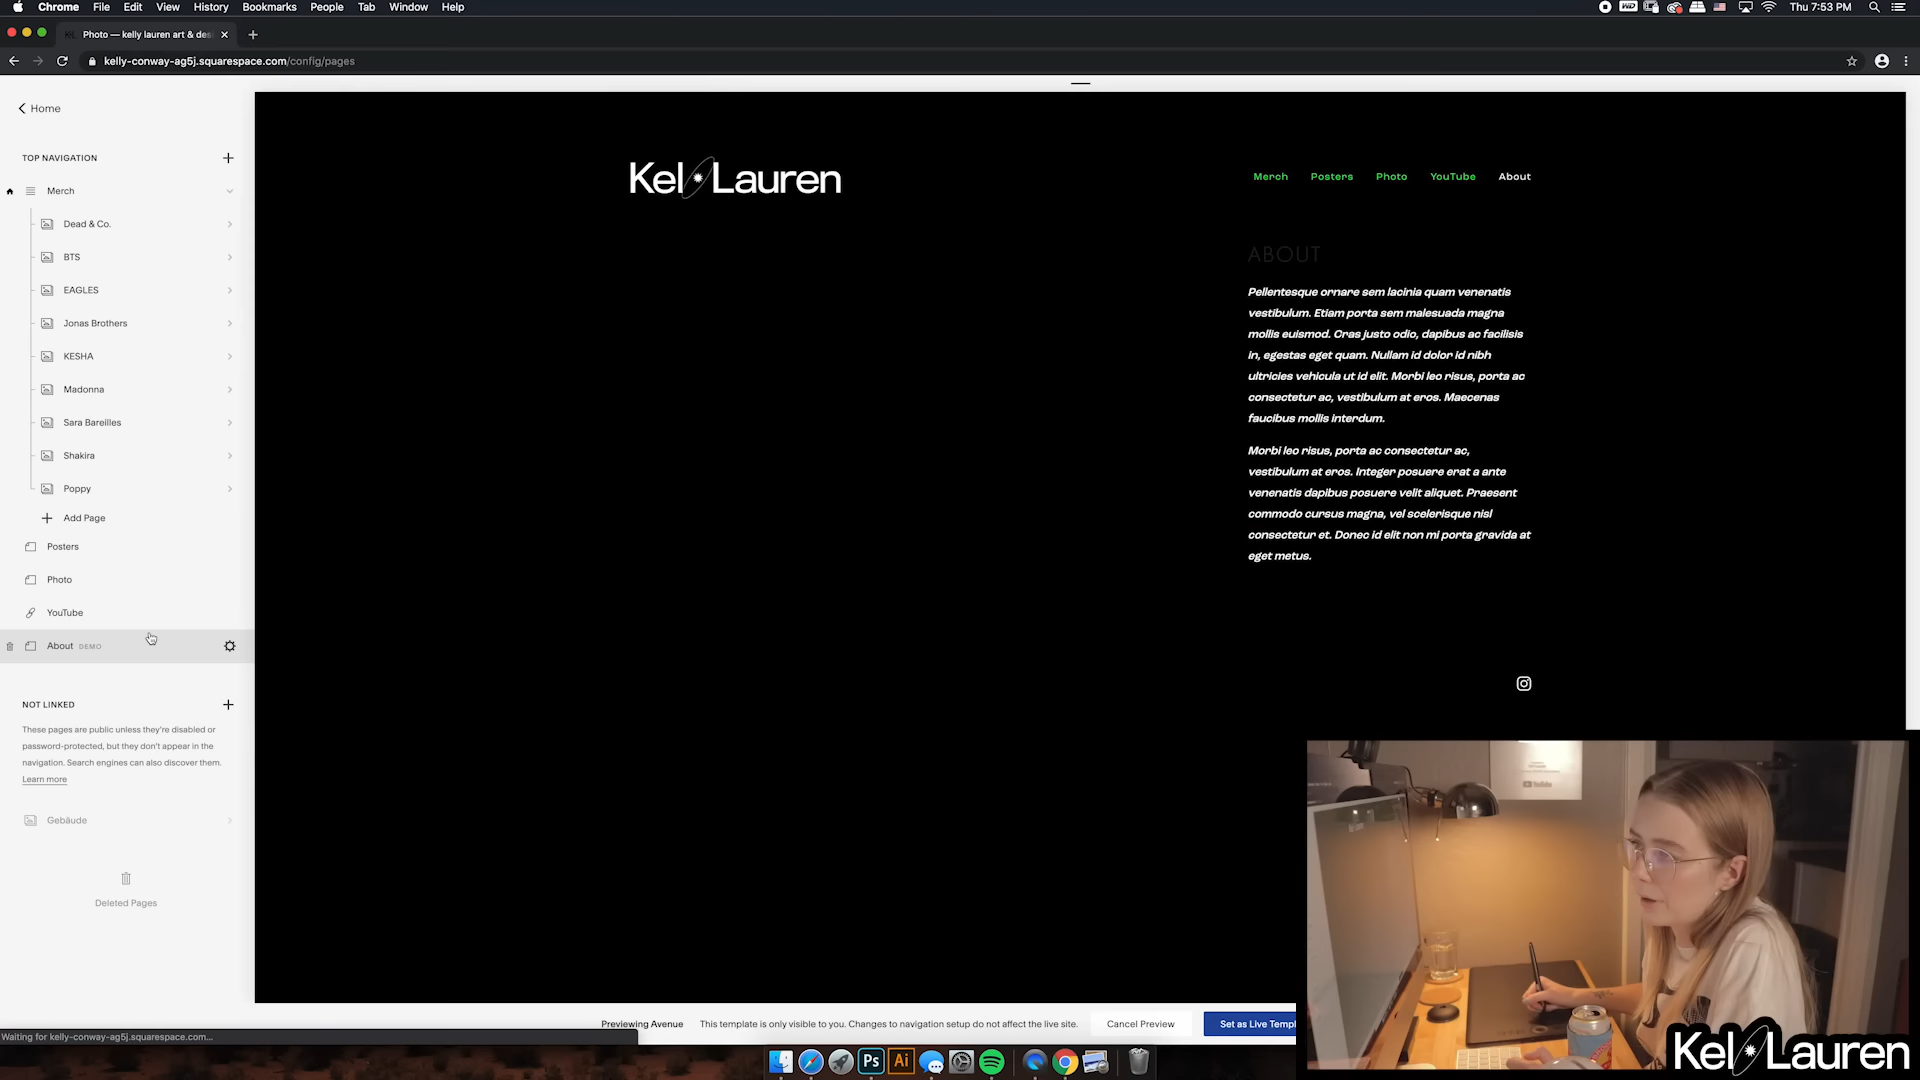 Chrome File Edit View History Bookmarks People Tab Window Help
Thu 7:53 PM
Photo — kelly lauren art & des
kelly-conway-ag5j.squarespace.com/config/pages
Home
TOP NAVIGATION
Merch
Dead & Co.
BTS
EAGLES
Jonas Brothers
KESHA
Madonna
Sara Bareilles
Shakira
Poppy
Add Page
Posters
Photo
YouTube
About DEMO
NOT LINKED
These pages are public unless they're disabled or
password-protected, but they don't appear in the
navigation. Search engines can also discover them.
Learn more
Gebäude
Deleted Pages
Kel Lauren
Merch Posters Photo YouTube About
ABOUT
Pellentesque ornare sem lacinia quam venenatis
vestibulum. Etiam porta sem malesuada magna
mollis euismod. Cras justo odio, dapibus ac facilisis
in, egestas eget quam. Nullam id dolor id nibh
ultricies vehicula ut id elit. Morbi leo risus, porta ac
consectetur ac, vestibulum at eros. Maecenas
faucibus mollis interdum.
Morbi leo risus, porta ac consectetur ac,
vestibulum at eros. Integer posuere erat a ante
venenatis dapibus posuere velit aliquet. Praesent
commodo cursus magna, vel scelerisque nisl
consectetur et. Donec id elit non mi porta gravida at
eget metus.
Previewing Avenue This template is only visible to you. Changes to navigation setup do not affect the live site. Cancel Preview Set as Live Templ
Waiting for kelly-conway-ag5j.squarespace.com...
Ps Ai
YouTube
Kel Lauren